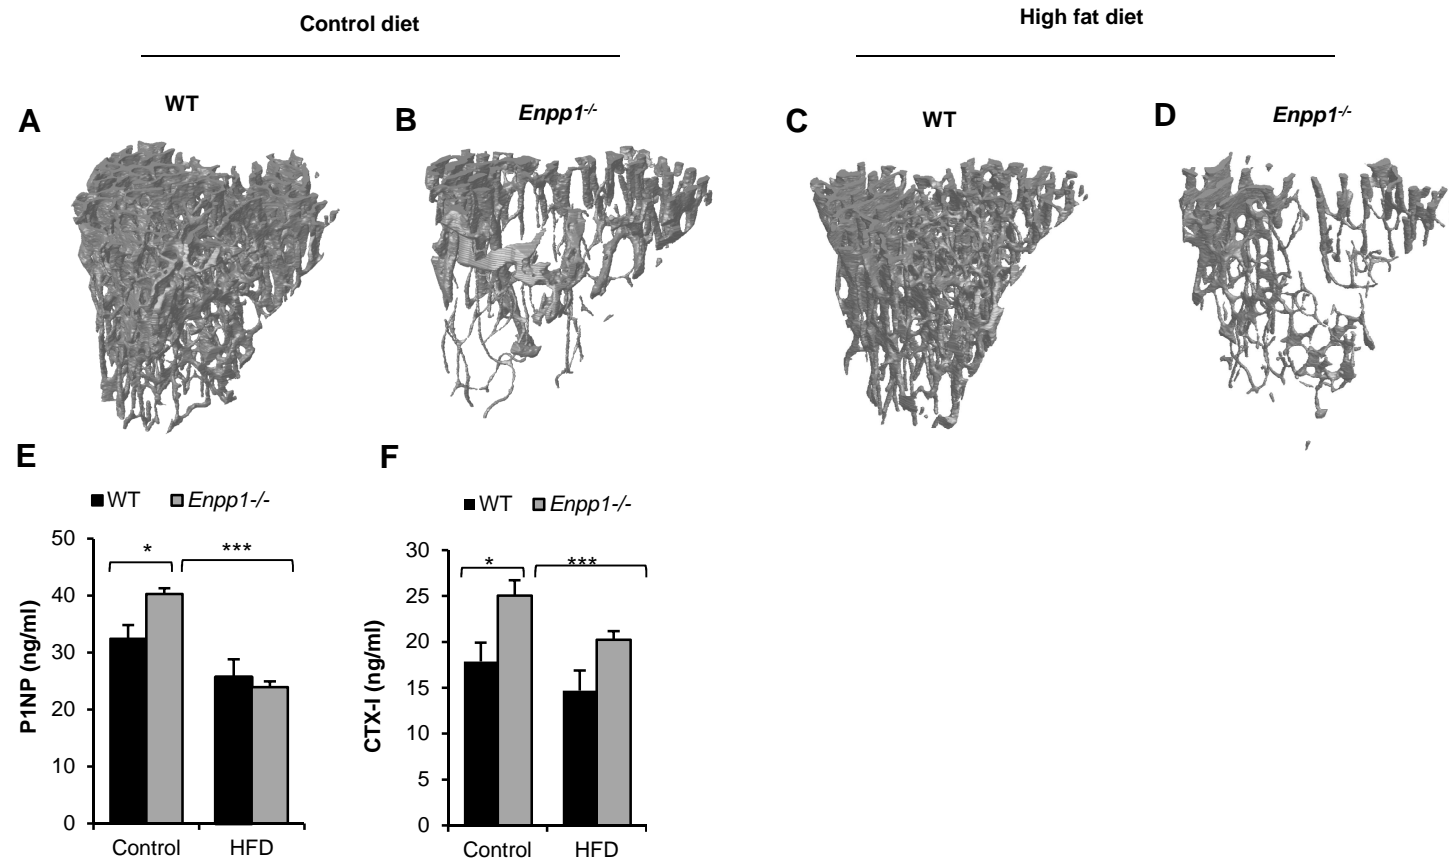 Control diet
High fat diet
A
WT
B
Enpp1-/-
C
WT
D
Enpp1-/-
E
WT
Enpp1-/-
P1NP (ng/ml)
50
40
30
20
10
0
*
***
Control
HFD
F
WT
Enpp1-/-
CTX-I (ng/ml)
30
25
20
15
10
5
0
*
***
Control
HFD